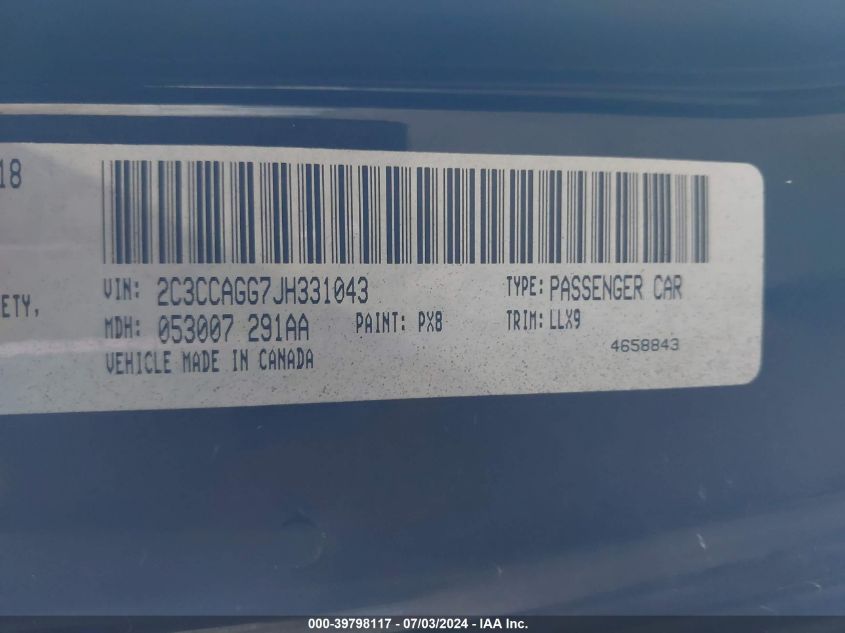 18
VIN: 2C3CCAGG7JH331043 TYPE: PASSENGER CAR
ETY,
MDH: 053007 291AA PAINT: PX8 TRIM: LLX9
VEHICLE MADE IN CANADA 4658843
000-39798117 - 07/03/2024 - IAA Inc.